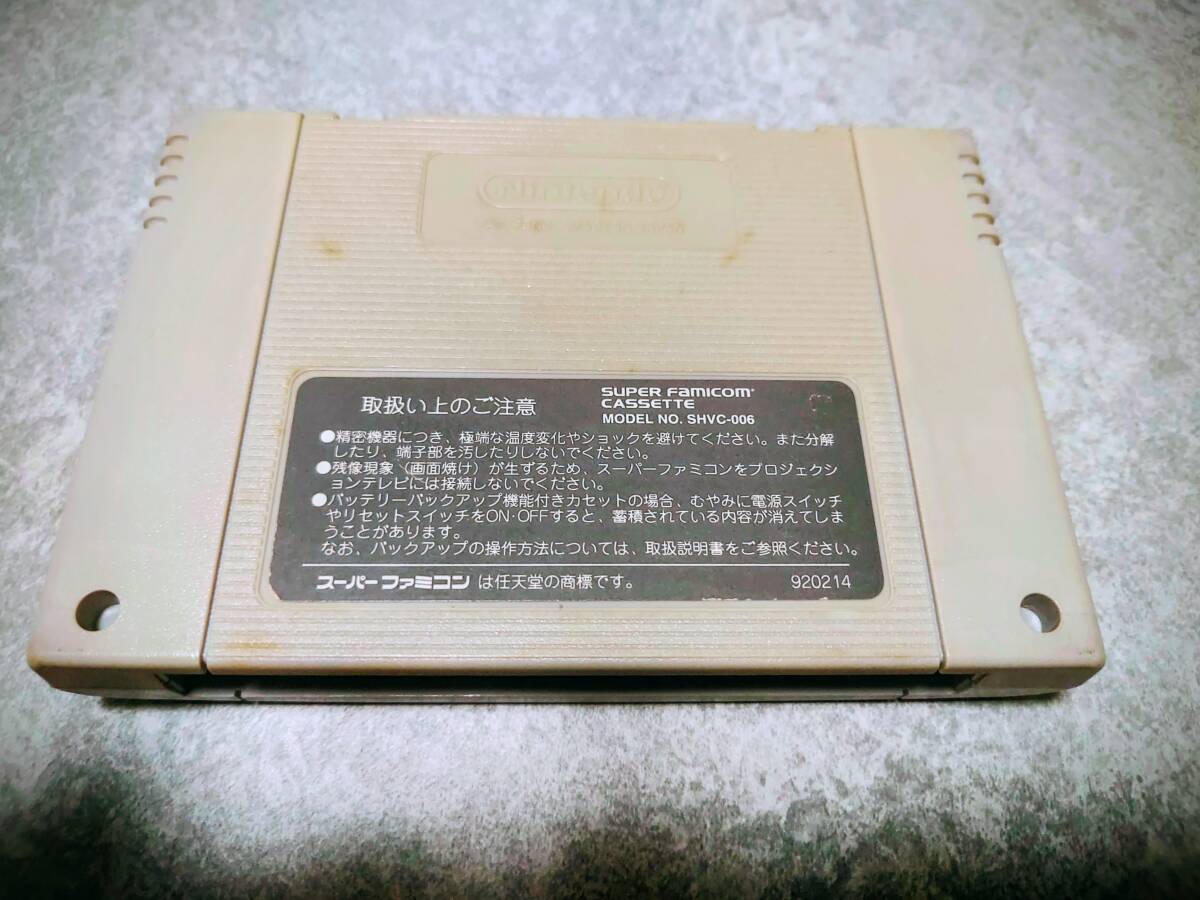 Nintendo
取扱い上のご注意
SUPER FAMICOM
CASSETTE
MODEL NO. SHVC-006
●精密機器につき、極端な温度変化やショックを避けてください。また分解
したり、端子部を汚したりしないでください。
●残像現象（画面焼け）が生ずるため、スーパーファミコンをプロジェクシ
ョンテレビには接続しないでください。
●バッテリーバックアップ機能付きカセットの場合、むやみに電源スイッチ
やリセットスイッチをON･OFFすると、蓄積されている内容が消えてしま
うことがあります。
なお、バックアップの操作方法については、取扱説明書をご参照ください。
スーパーファミコン は任天堂の商標です。 920214